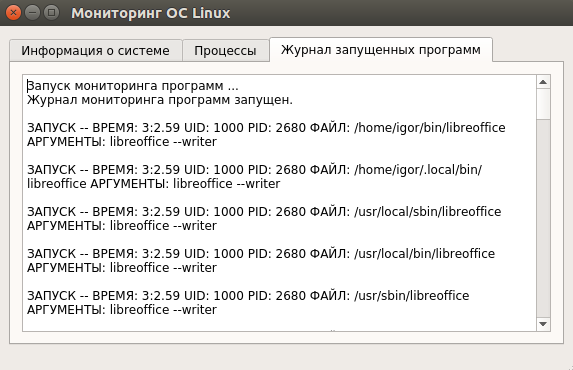 Мониторинг ОС Linux
Информация о системе
Процессы
Журнал запущенных программ
Запуск мониторинга программ ...
Журнал мониторинга программ запущен.
ЗАПУСК -- ВРЕМЯ: 3:2.59 UID: 1000 PID: 2680 ФАЙЛ: /home/igor/bin/libreoffice
АРГУМЕНТЫ: libreoffice --writer
ЗАПУСК -- ВРЕМЯ: 3:2.59 UID: 1000 PID: 2680 ФАЙЛ: /home/igor/.local/bin/
libreoffice АРГУМЕНТЫ: libreoffice --writer
ЗАПУСК -- ВРЕМЯ: 3:2.59 UID: 1000 PID: 2680 ФАЙЛ: /usr/local/sbin/libreoffice
АРГУМЕНТЫ: libreoffice --writer
ЗАПУСК -- ВРЕМЯ: 3:2.59 UID: 1000 PID: 2680 ФАЙЛ: /usr/local/bin/libreoffice
АРГУМЕНТЫ: libreoffice --writer
ЗАПУСК -- ВРЕМЯ: 3:2.59 UID: 1000 PID: 2680 ФАЙЛ: /usr/sbin/libreoffice
АРГУМЕНТЫ: libreoffice --writer